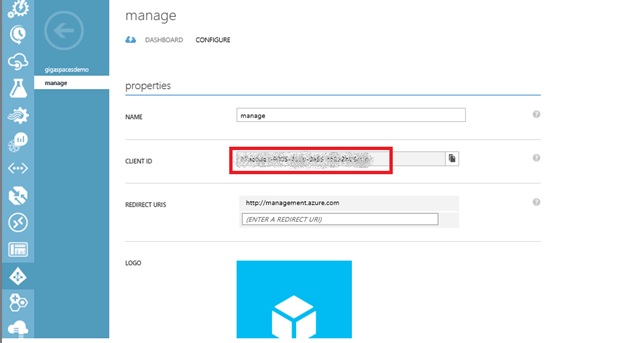 manage
DASHBOARD CONFIGURE
gigaspacesdemo
manage
properties
NAME manage
CLIENT ID
REDIRECT URIS http://management.azure.com
(ENTER A REDIRECT URI)
LOGO